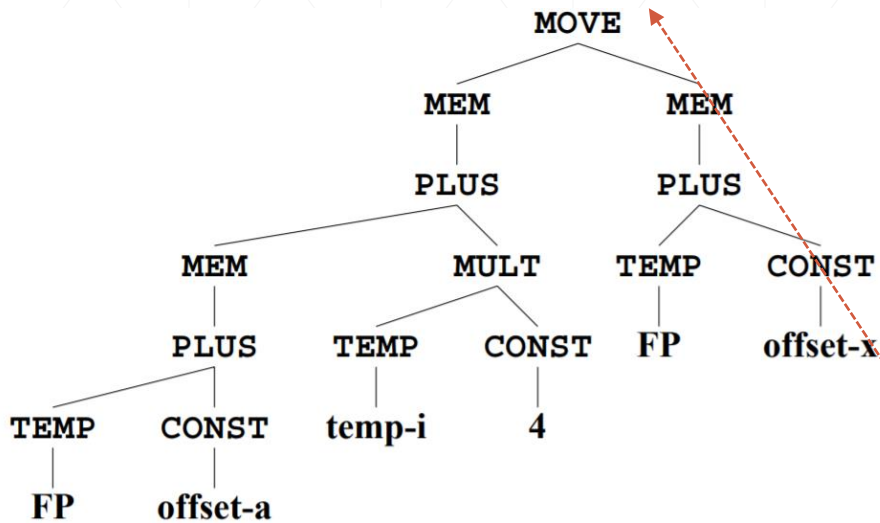 MOVE
MEM MEM
PLUS PLUS
MEM MULT TEMP CONST
PLUS TEMP CONST FP offset-x
TEMP CONST temp-i 4
FP offset-a